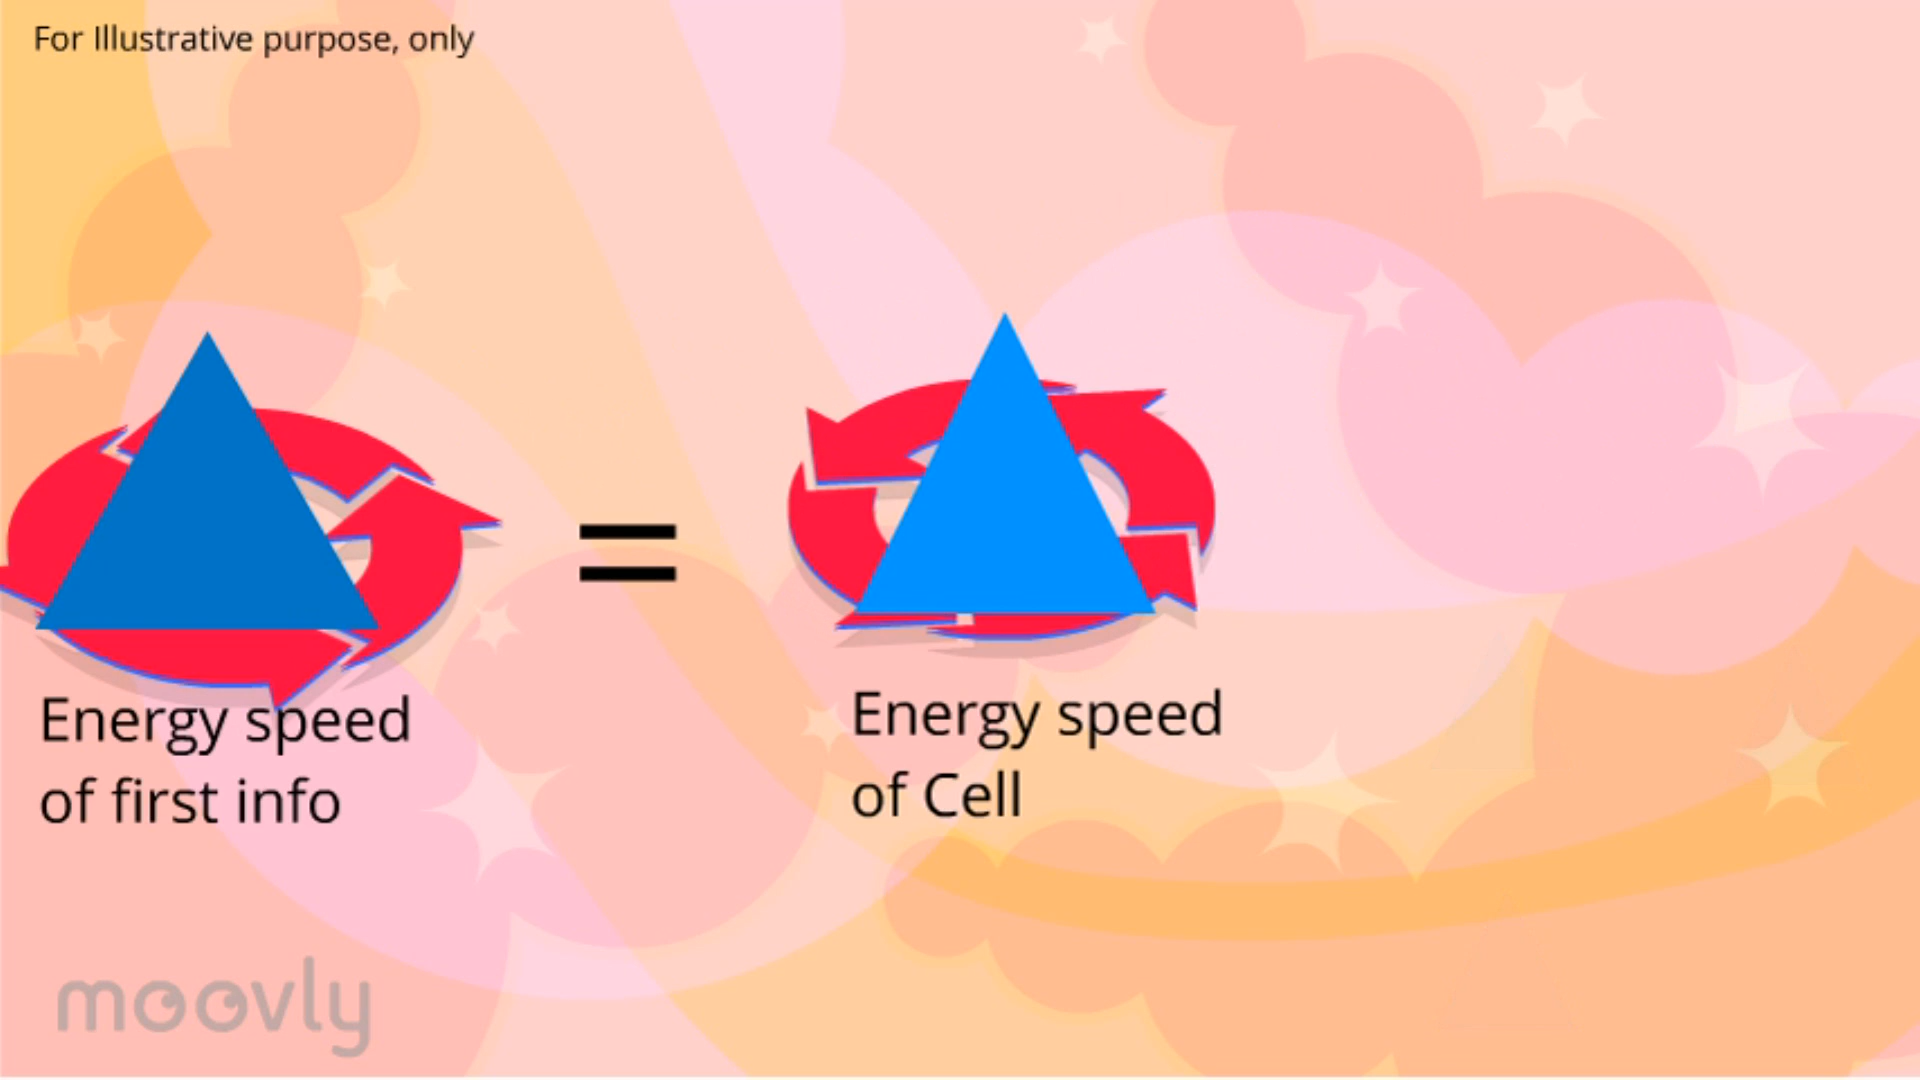 For Illustrative purpose, only
=
Energy speed
of first info
Energy speed
of Cell
moovly